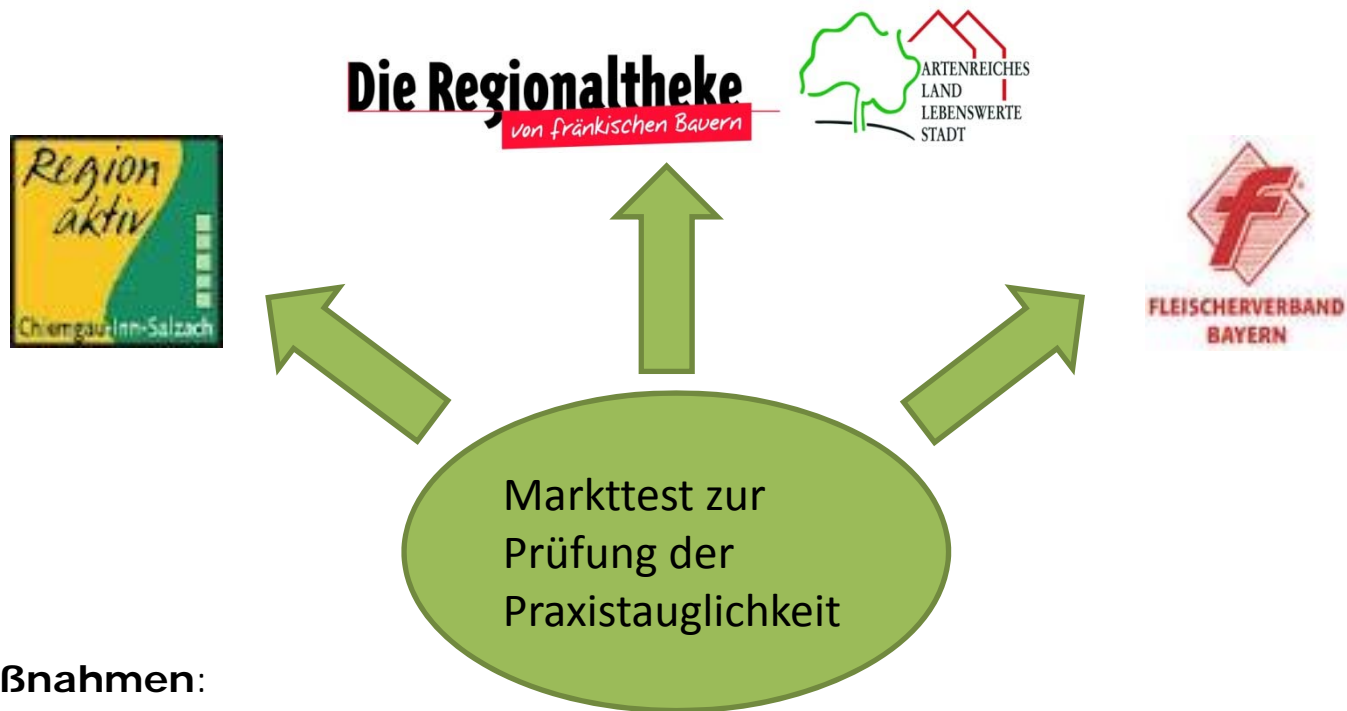 Die Regionaltheke
von fränkischen Bauern
ARTENREICHES
LAND
LEBENSWERTE
STADT
Region
aktiv
Chiemgau-Inn-Salzach
f
FLEISCHERVERBAND
BAYERN
Markttest zur
Prüfung der
Praxistauglichkeit
ßnahmen: